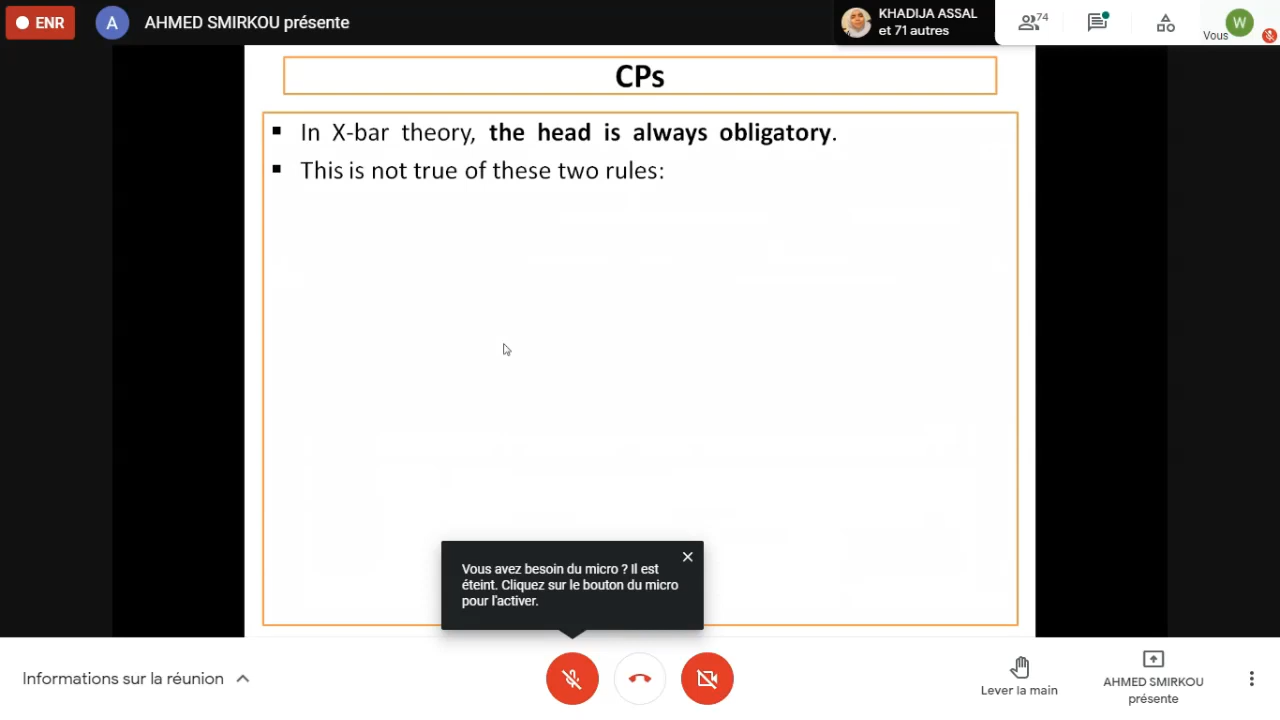 ENR
A
AHMED SMIRKOU présente
KHADIJA ASSAL
et 71 autres
74
Vous
W
CPs
▪ In X-bar theory, the head is always obligatory.
▪ This is not true of these two rules:
Vous avez besoin du micro ? Il est
éteint. Cliquez sur le bouton du micro
pour l'activer.
Informations sur la réunion
Lever la main
AHMED SMIRKOU
présente